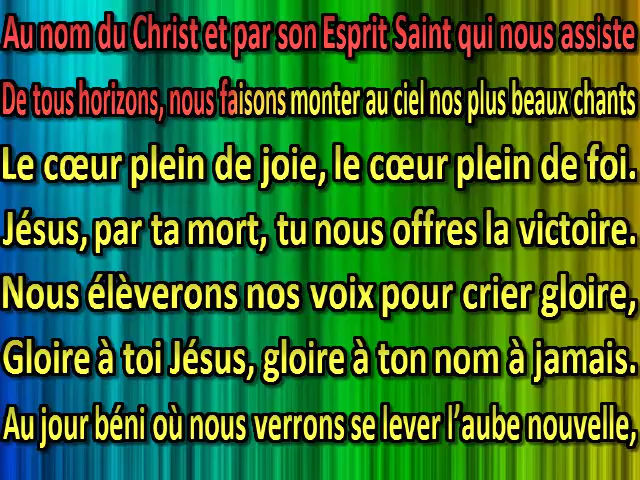 Au nom du Christ et par son Esprit Saint qui nous assiste
De tous horizons, nous faisons monter au ciel nos plus beaux chants
Le cœur plein de joie, le cœur plein de foi.
Jésus, par ta mort, tu nous offres la victoire.
Nous élèverons nos voix pour crier gloire,
Gloire à toi Jésus, gloire à ton nom à jamais.
Au jour béni où nous verrons se lever l’aube nouvelle,